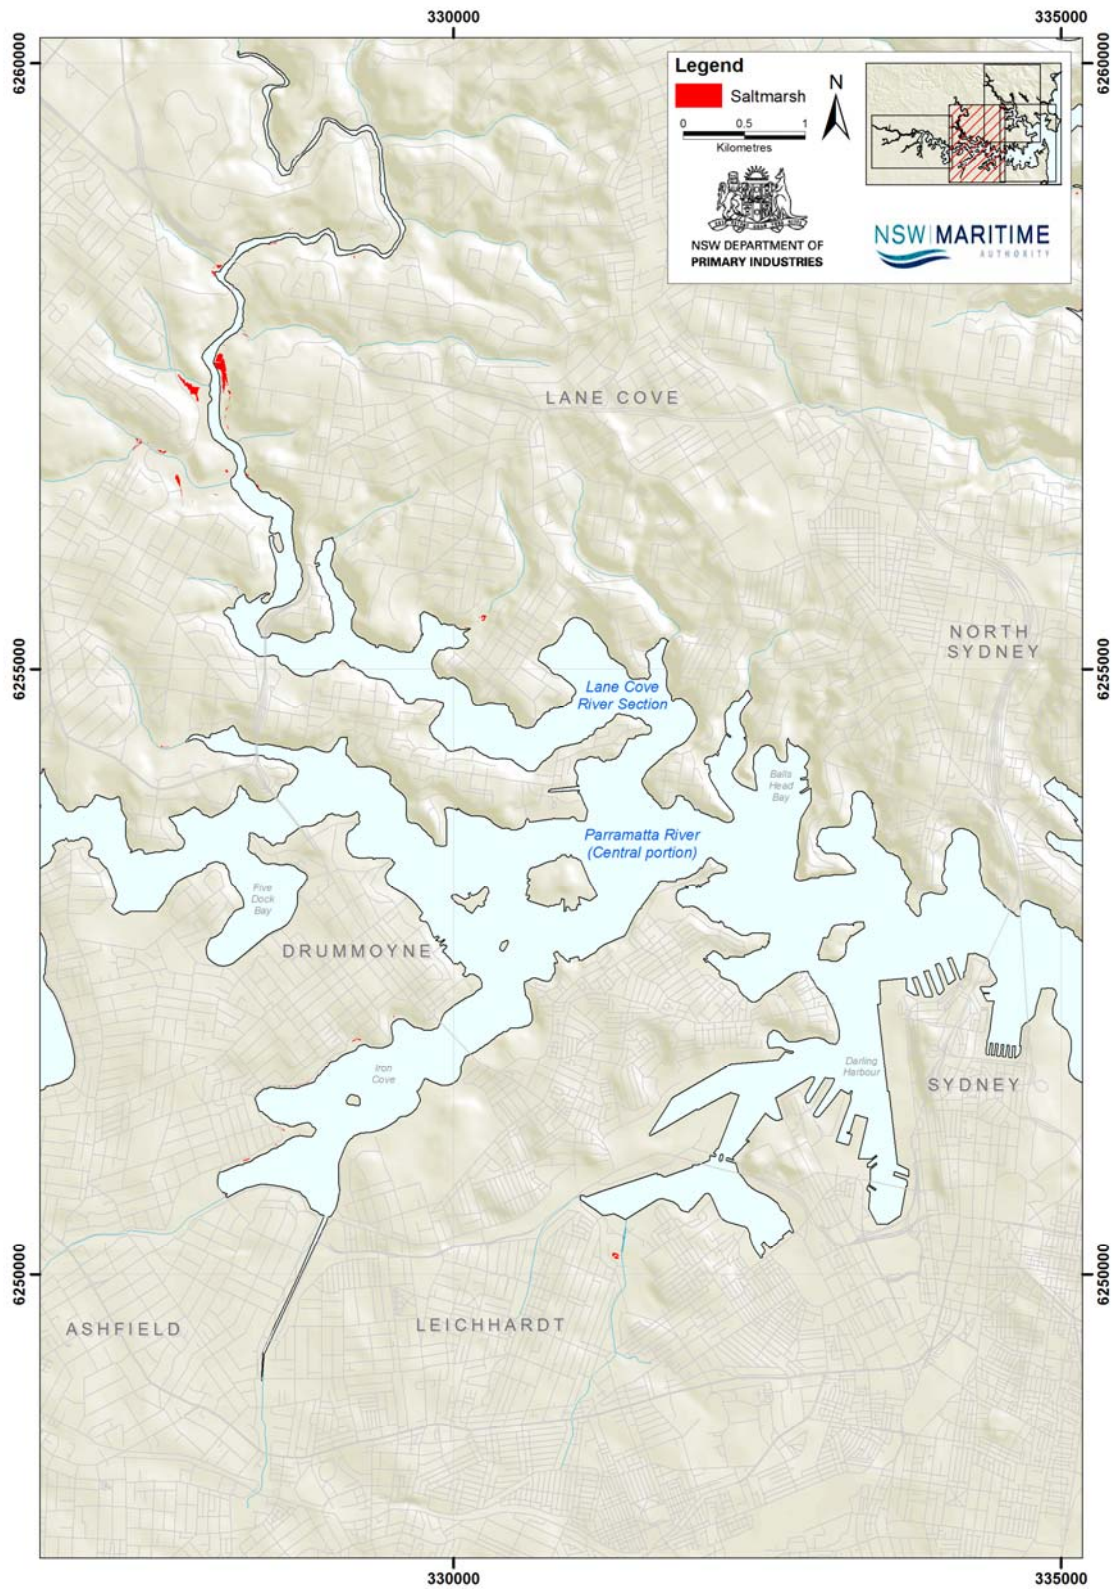 330000
335000
6260000
6260000
Legend
Saltmarsh
0 0.5 1
Kilometres
N
NSW DEPARTMENT OF
PRIMARY INDUSTRIES
NSW MARITIME
AUTHORITY
LANE COVE
NORTH
SYDNEY
6255000
6255000
Lane Cove
River Section
Balls
Head
Bay
Parramatta River
(Central portion)
Five
Dock
Bay
DRUMMOYNE
Iron
Cove
Darling
Harbour
SYDNEY
6250000
6250000
ASHFIELD
LEICHHARDT
330000
335000